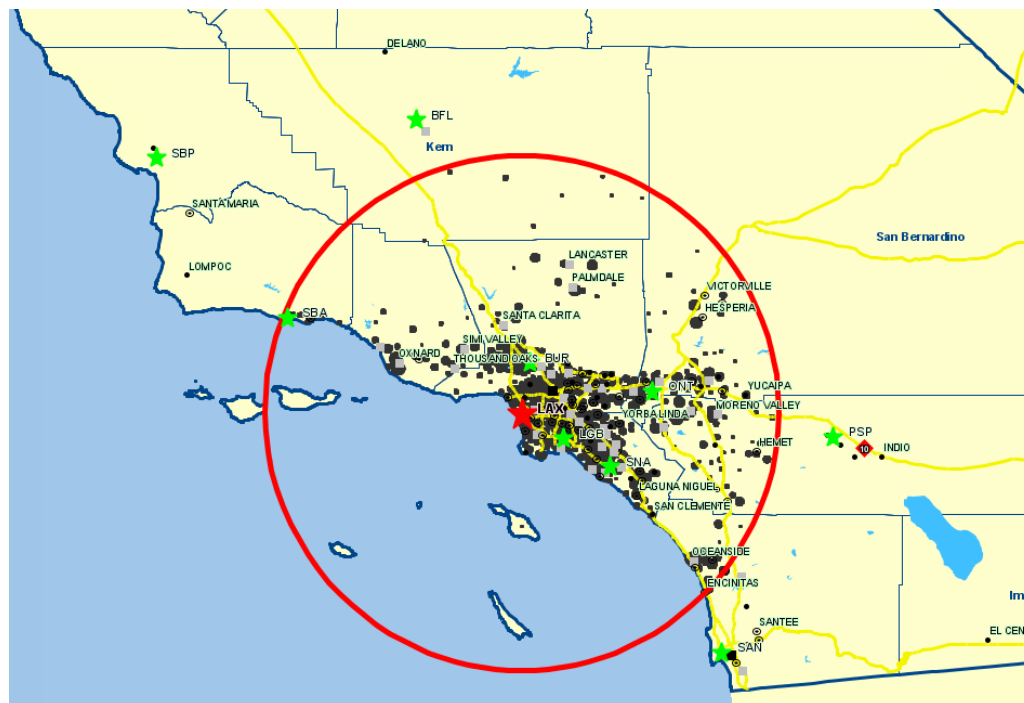 DELANO
BFL
Kern
SBP
SANTA MARIA
San Bernardino
LANCASTER
LOMPOC
PALMDALE
VICTORVILLE
HESPERIA
SBA
SANTA CLARITA
SIMI VALLEY
OXNARD
THOUSAND OAKS
BUR
ONT
YUCAIPA
LAX
YORBA LINDA
MORENO VALLEY
LGB
PSP
HEMET
10
INDIO
SNA
LAGUNA NIGUEL
SAN CLEMENTE
OCEANSIDE
ENCINITAS
Im
SANTEE
EL CEN
SAN